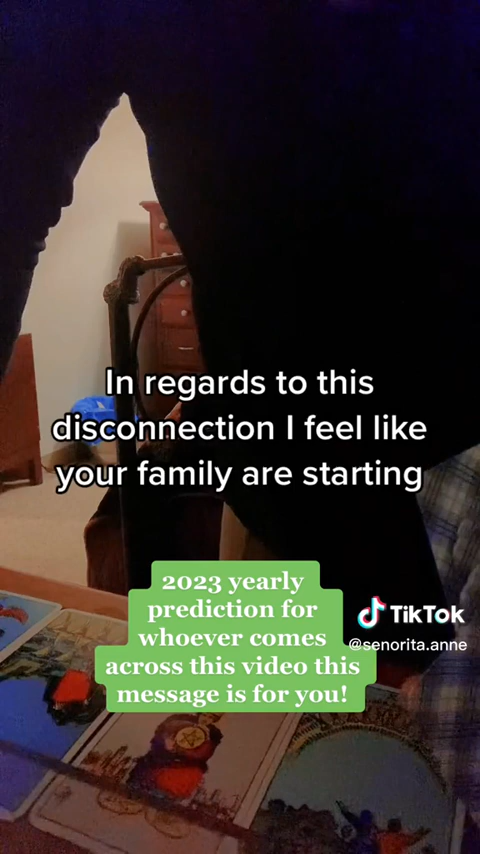 In regards to this
disconnection I feel like
your family are starting
2023 yearly
prediction for
whoever comes
across this video this
message is for you!
TikTok
@senorita.anne